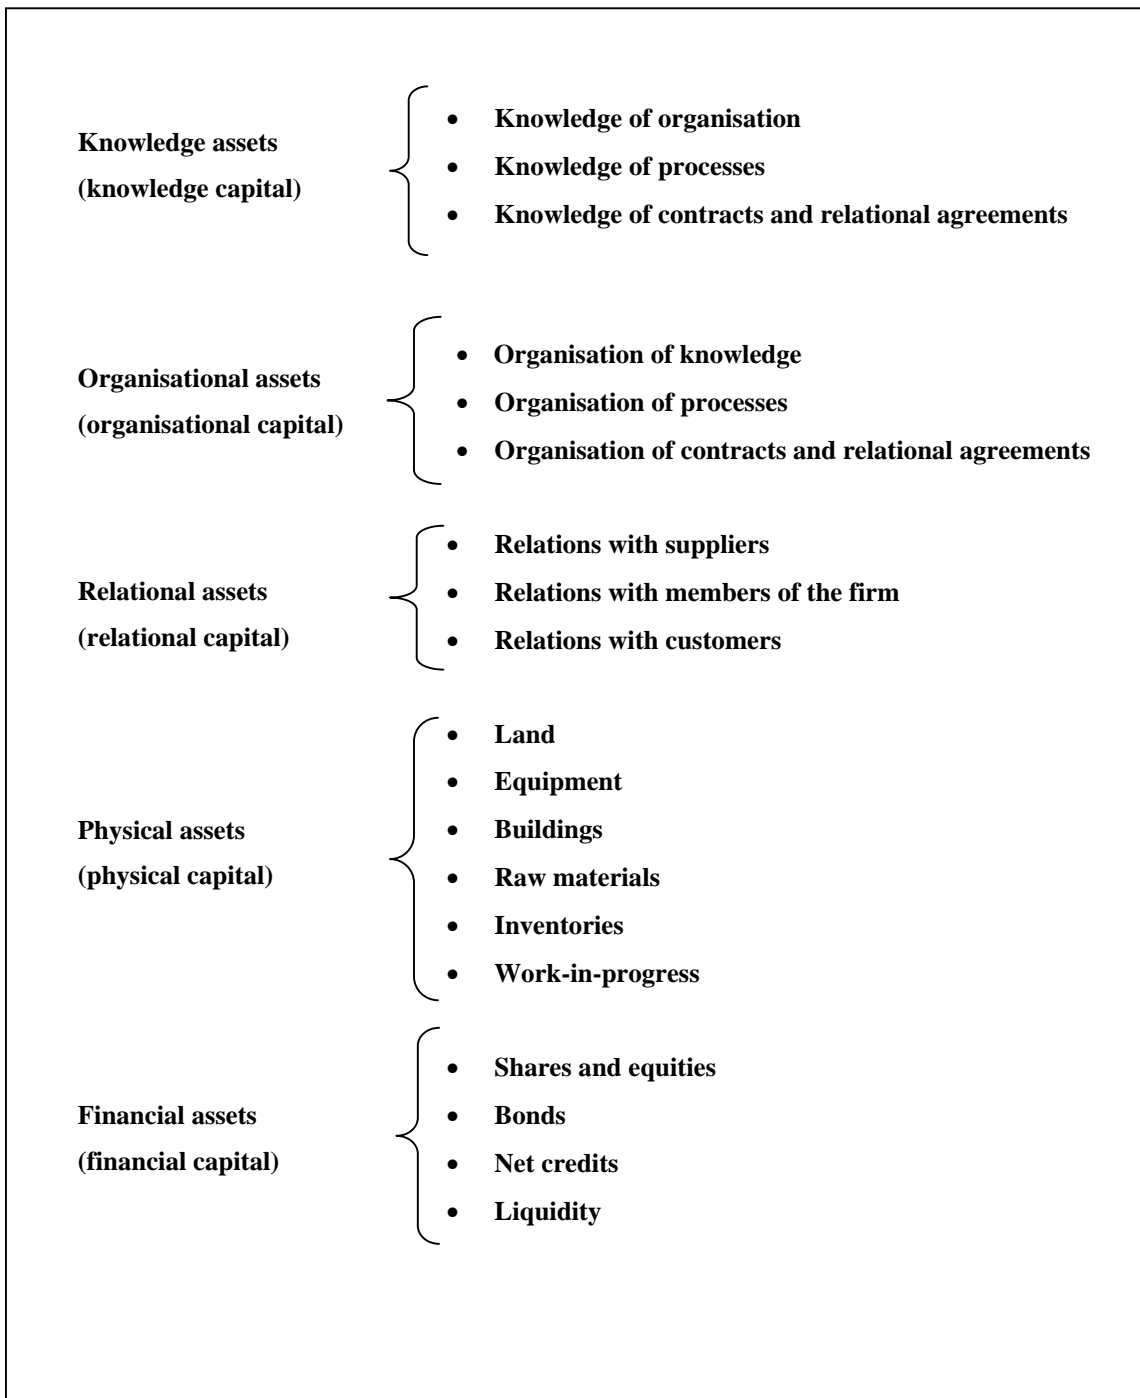 Knowledge assets
(knowledge capital)
• Knowledge of organisation
• Knowledge of processes
• Knowledge of contracts and relational agreements
Organisational assets
(organisational capital)
• Organisation of knowledge
• Organisation of processes
• Organisation of contracts and relational agreements
Relational assets
(relational capital)
• Relations with suppliers
• Relations with members of the firm
• Relations with customers
Physical assets
(physical capital)
• Land
• Equipment
• Buildings
• Raw materials
• Inventories
• Work-in-progress
Financial assets
(financial capital)
• Shares and equities
• Bonds
• Net credits
• Liquidity